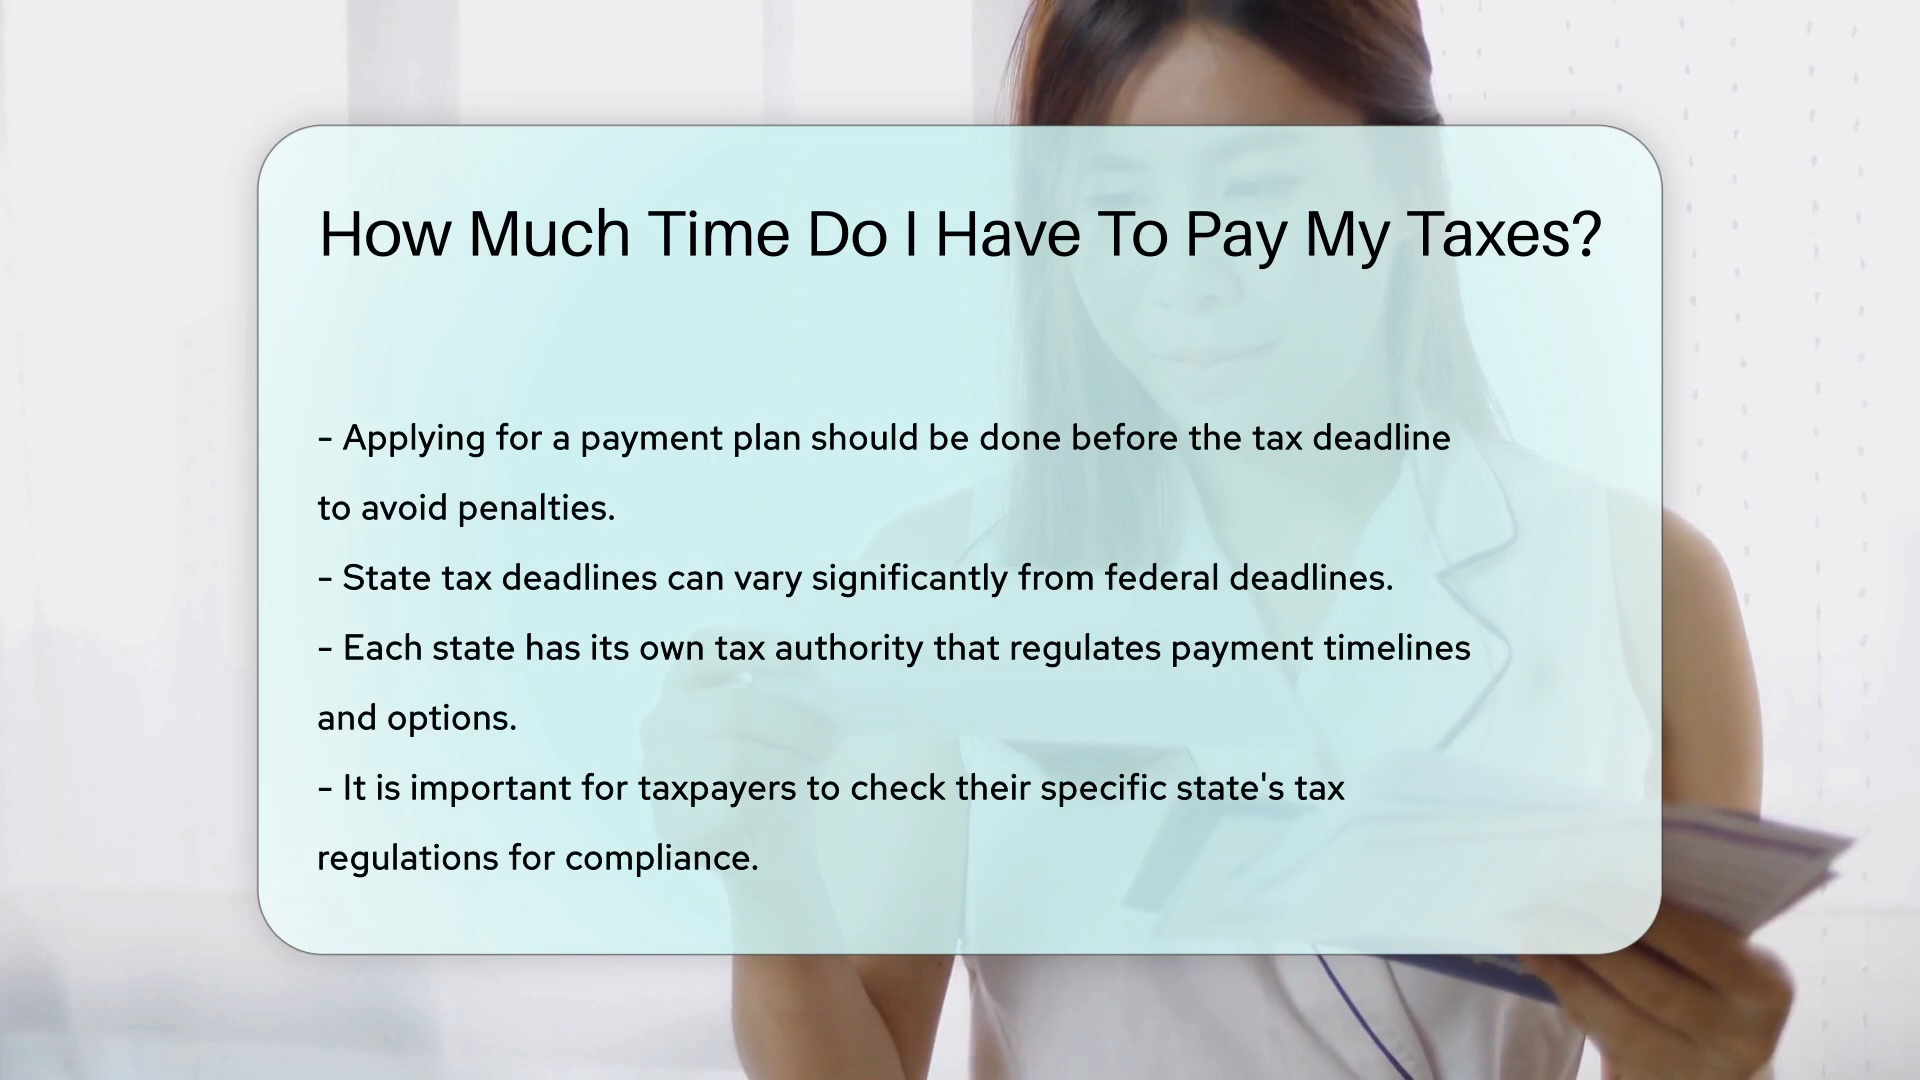 How Much Time Do I Have To Pay My Taxes?
- Applying for a payment plan should be done before the tax deadline
to avoid penalties.
- State tax deadlines can vary significantly from federal deadlines.
- Each state has its own tax authority that regulates payment timelines
and options.
- It is important for taxpayers to check their specific state's tax
regulations for compliance.